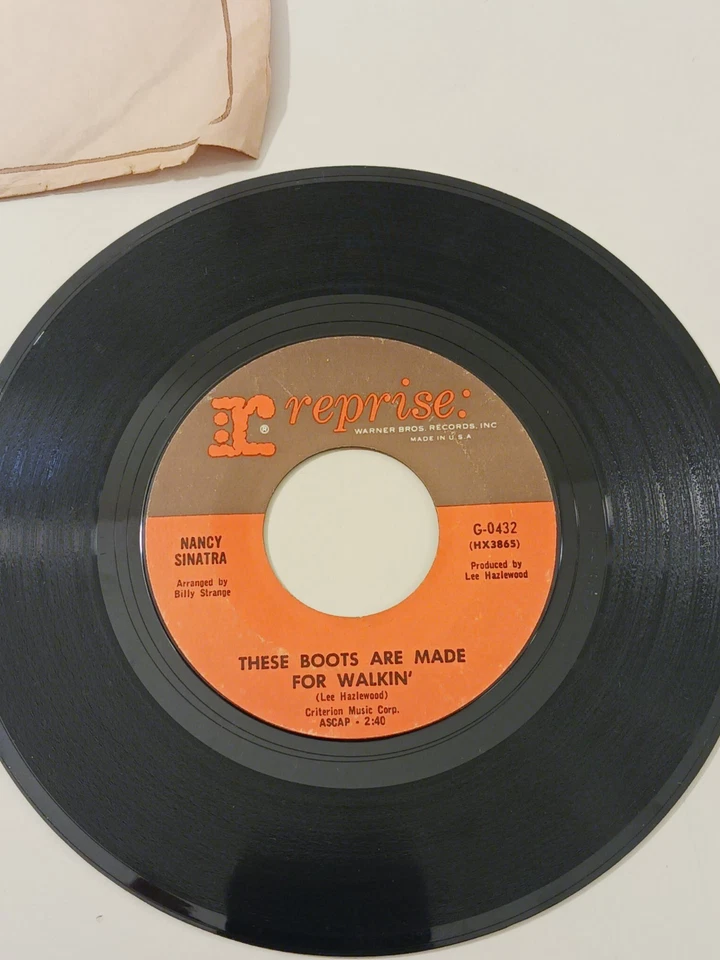 r: reprise:
®
WARNER BROS. RECORDS, INC
MADE IN U.S.A
NANCY
SINATRA
Arranged by
Billy Strange
G-0432
(HX3865)
Produced by
Lee Hazlewood
THESE BOOTS ARE MADE
FOR WALKIN'
(Lee Hazlewood)
Criterion Music Corp.
ASCAP - 2:40